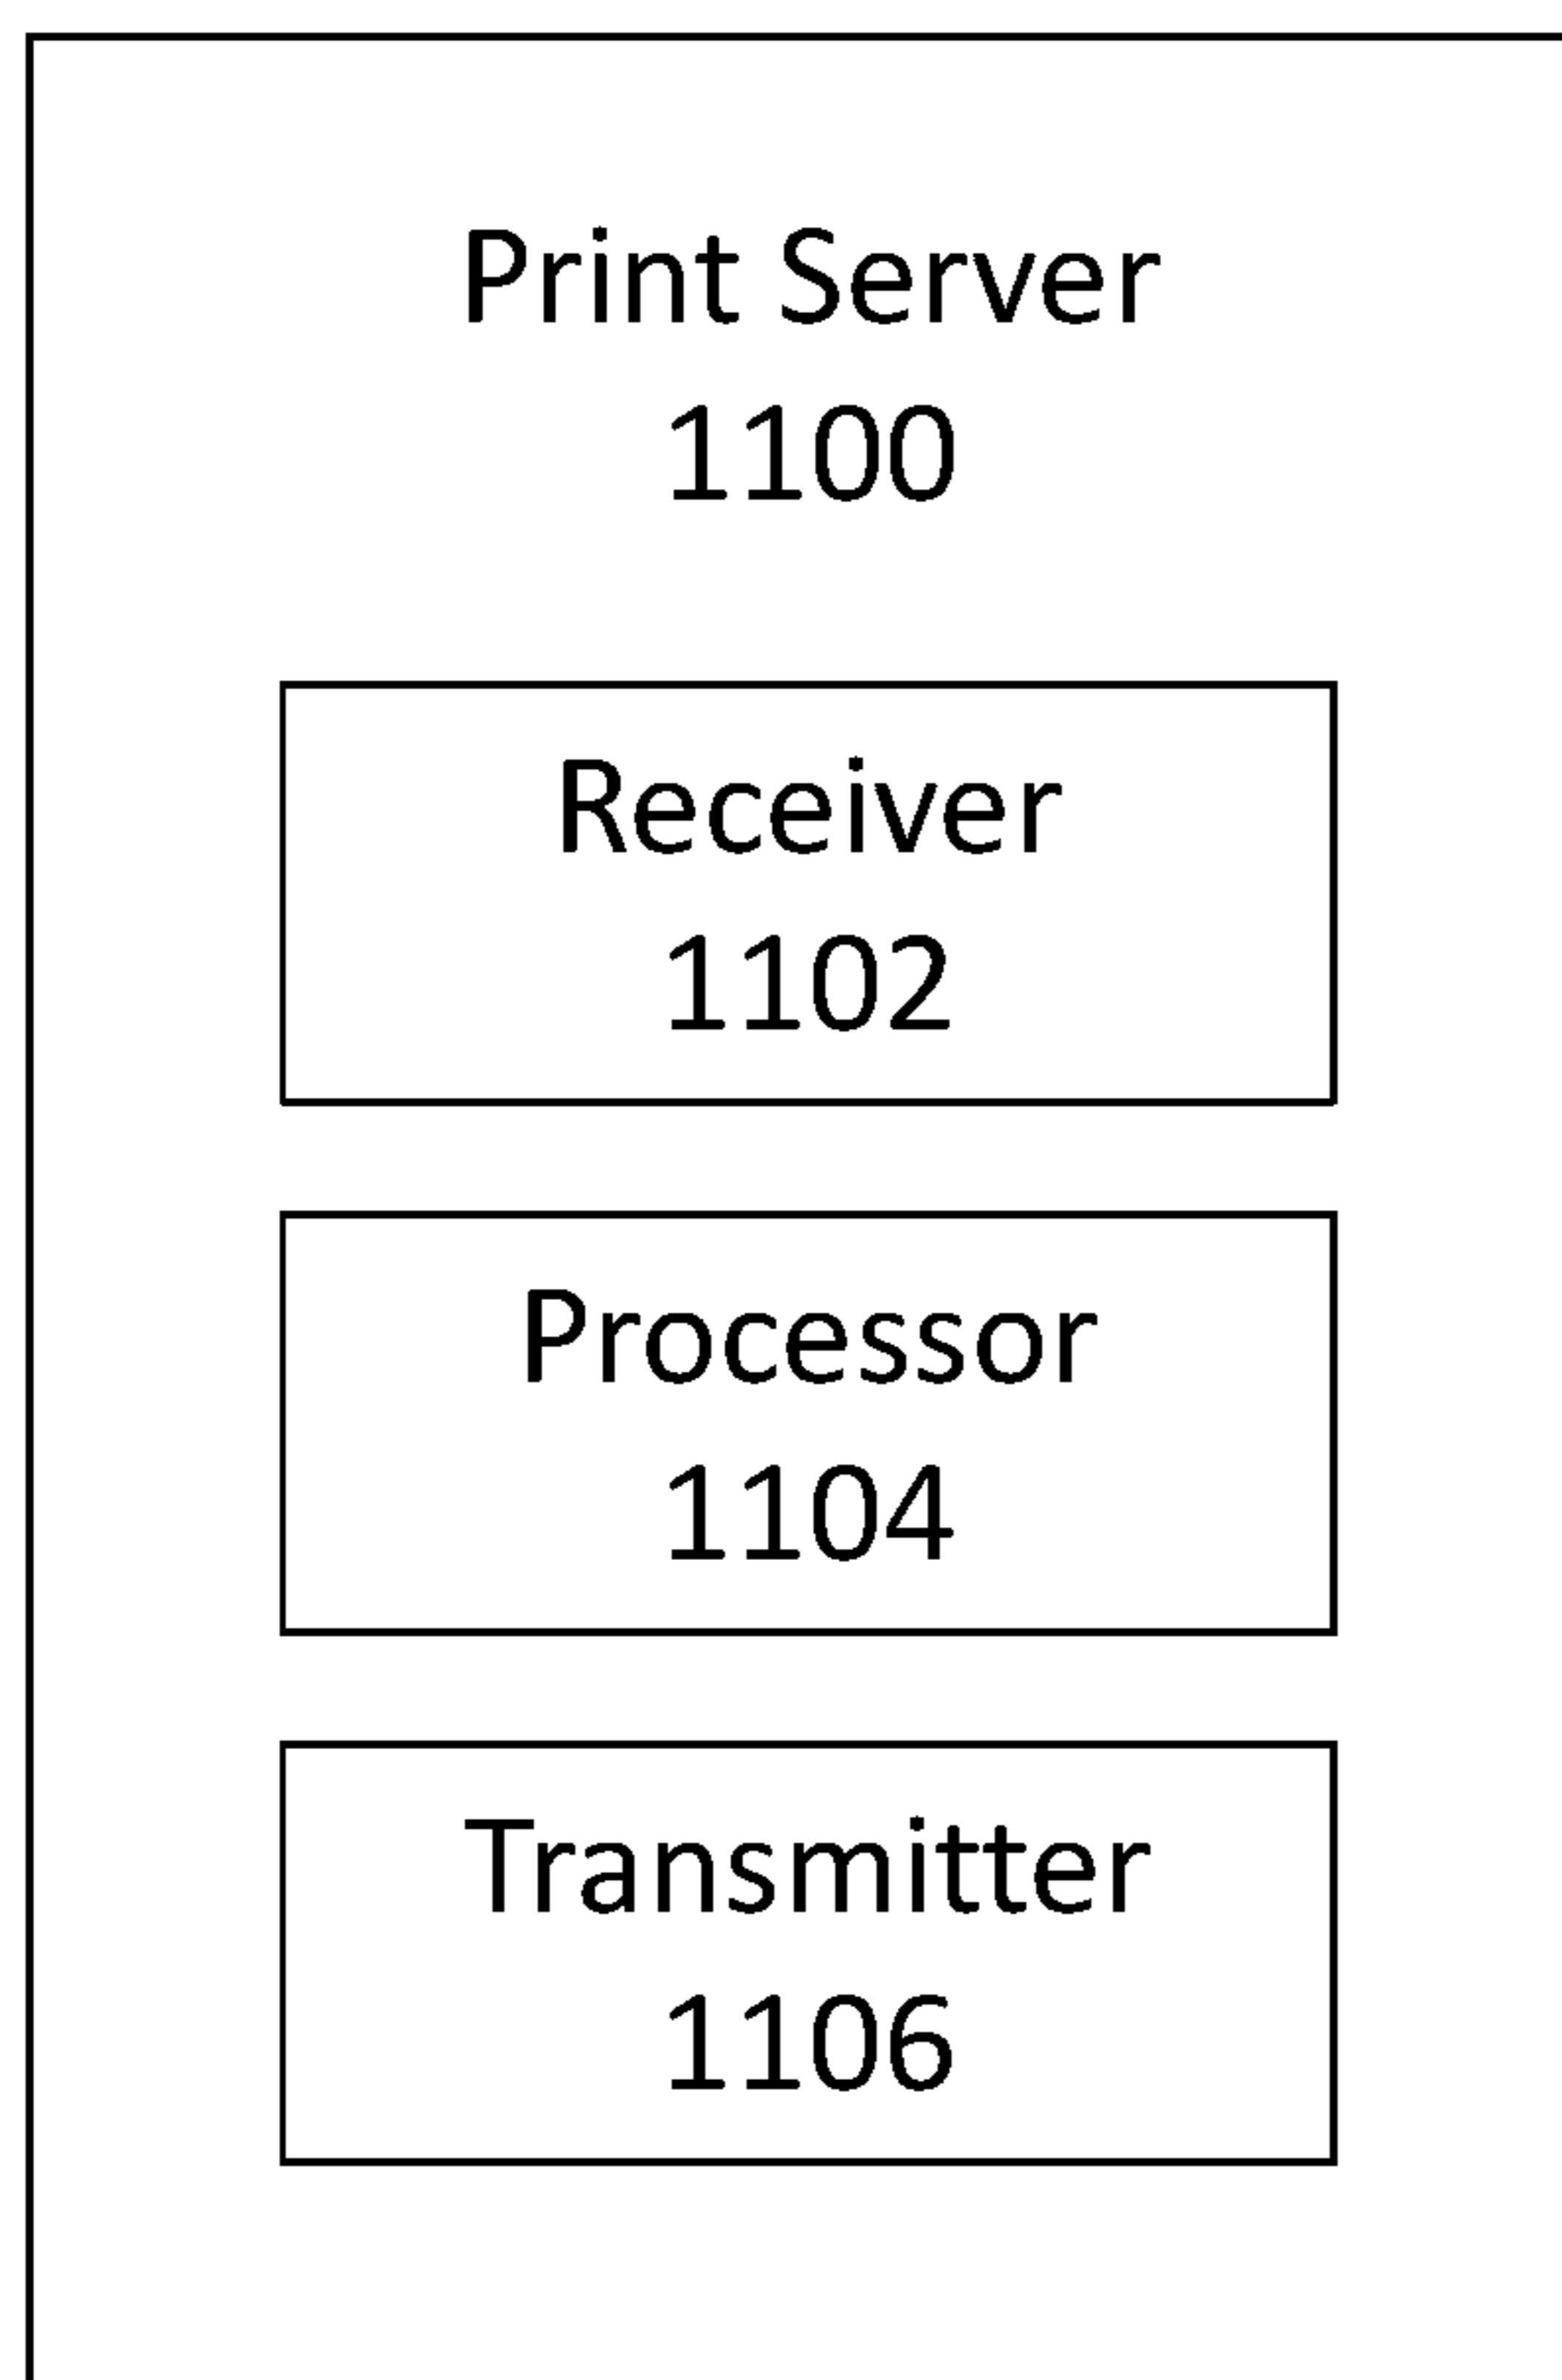 Print Server
1100
Receiver
1102
Processor
1104
Transmitter
1106